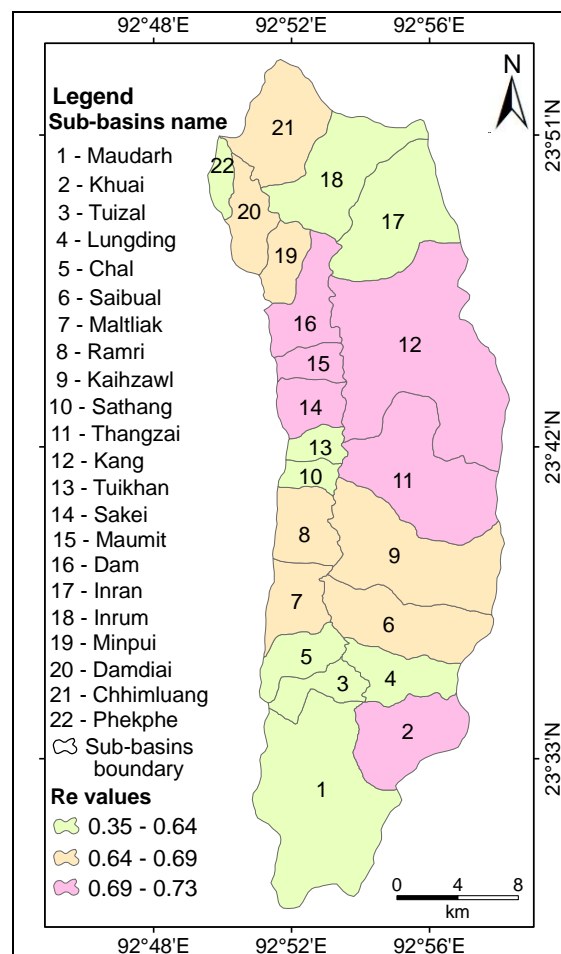 92°48'E 92°52'E 92°56'E
N
23°51'N
23°42'N
23°33'N
Legend
Sub-basins name
1 - Maudarh
2 - Khuai
3 - Tuizal
4 - Lungding
5 - Chal
6 - Saibual
7 - Maltliak
8 - Ramri
9 - Kaihzawl
10 - Sathang
11 - Thangzai
12 - Kang
13 - Tuikhan
14 - Sakei
15 - Maumit
16 - Dam
17 - Inran
18 - Inrum
19 - Minpui
20 - Damdiai
21 - Chhimluang
22 - Phekphe
Sub-basins
boundary
Re values
0.35 - 0.64
0.64 - 0.69
0.69 - 0.73
21
22
18
20
17
19
16
12
15
14
13
11
10
8
9
7
6
5
3
4
2
1
0 4 8
km
92°48'E 92°52'E 92°56'E